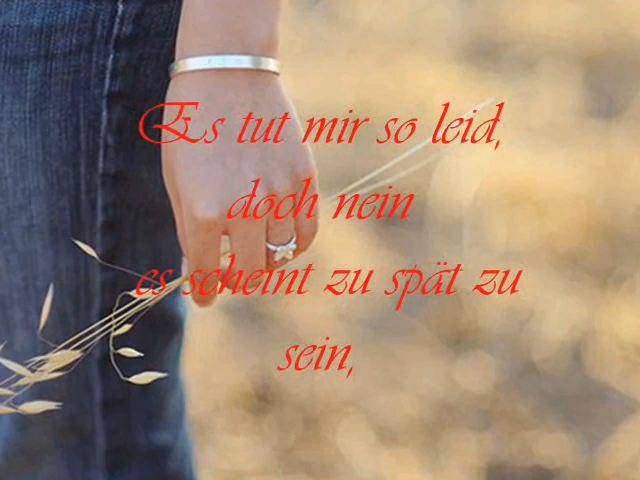 Es tut mir so leid,
doch nein
es scheint zu spät zu
sein,